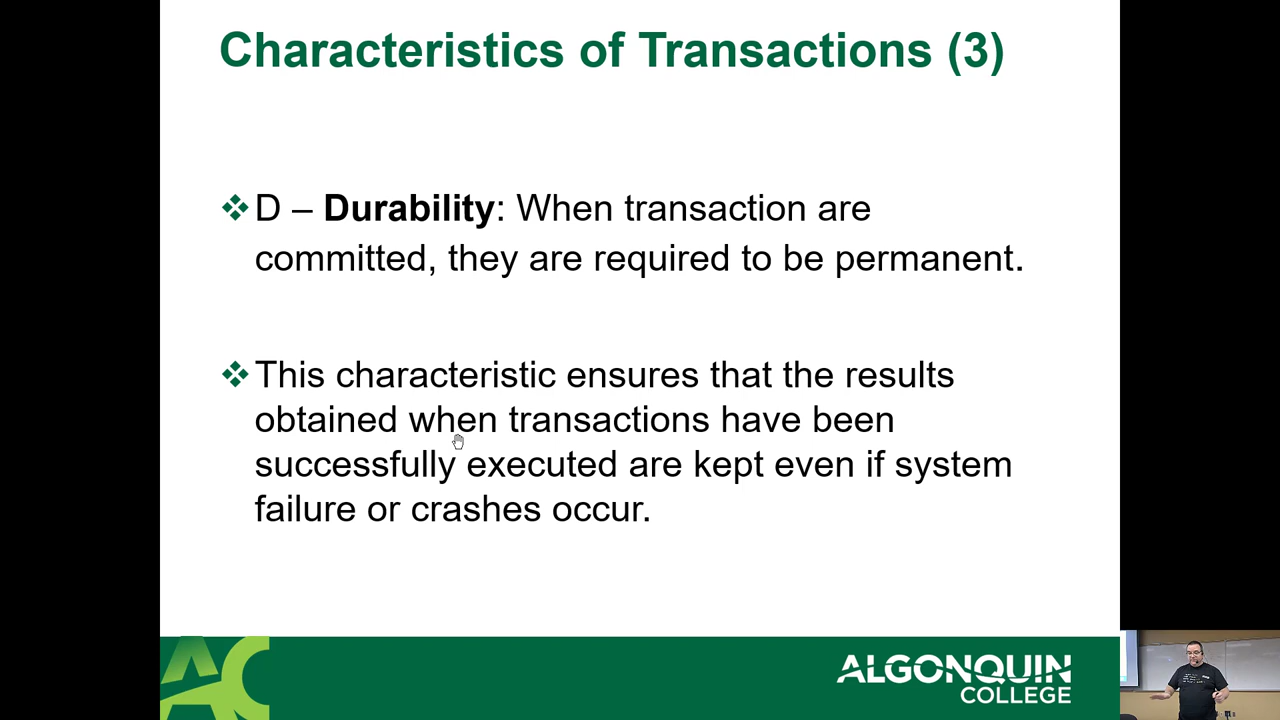 Characteristics of Transactions (3)
❖ D – Durability: When transaction are
committed, they are required to be permanent.
❖ This characteristic ensures that the results
obtained when transactions have been
successfully executed are kept even if system
failure or crashes occur.
AC
ALGONQUIN
COLLEGE